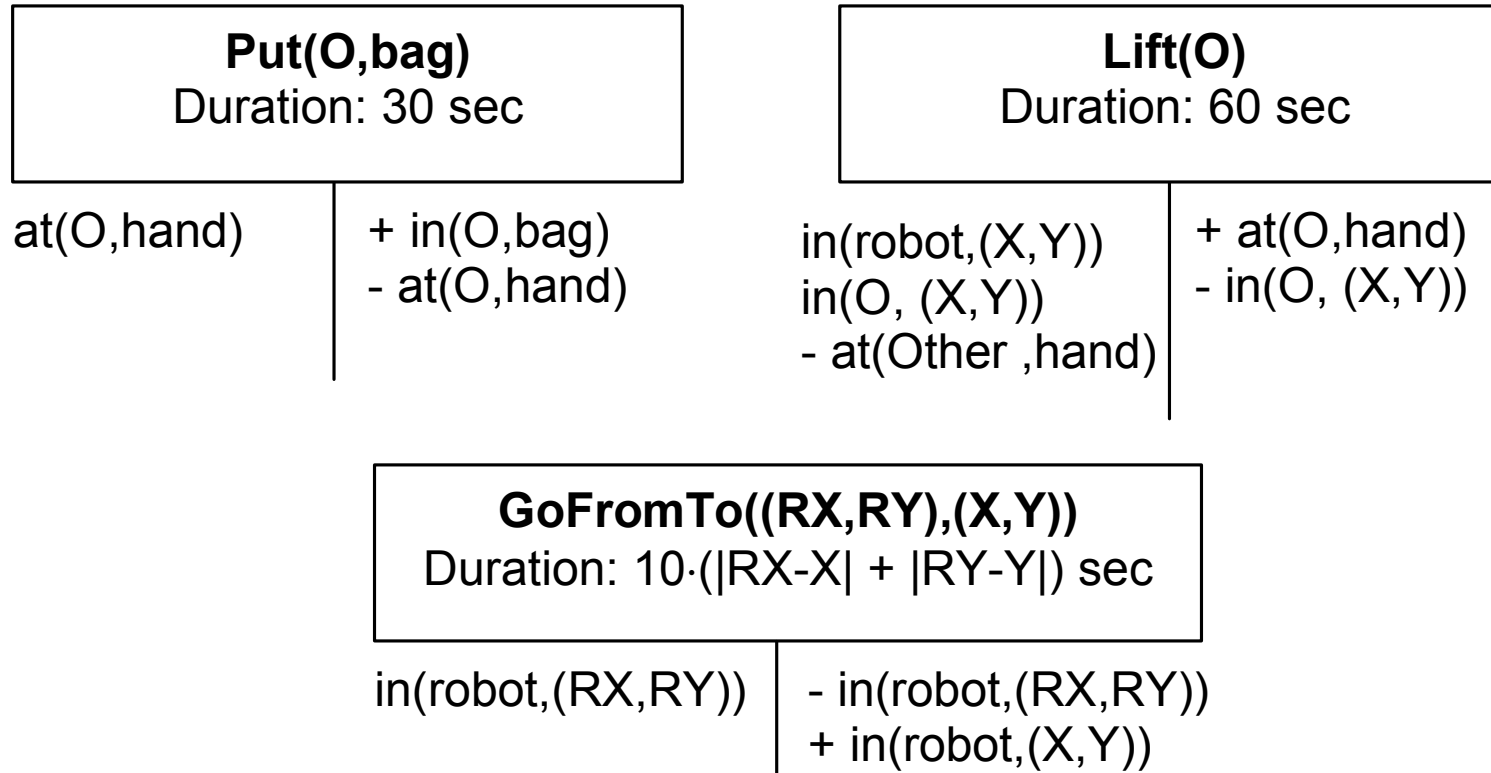 Put(O,bag)
Duration: 30 sec
at(O,hand)
+ in(O,bag)
- at(O,hand)
Lift(O)
Duration: 60 sec
in(robot,(X,Y))
in(O, (X,Y))
- at(Other ,hand)
+ at(O,hand)
- in(O, (X,Y))
GoFromTo((RX,RY),(X,Y))
Duration: 10·(|RX-X| + |RY-Y|) sec
in(robot,(RX,RY))
- in(robot,(RX,RY))
+ in(robot,(X,Y))